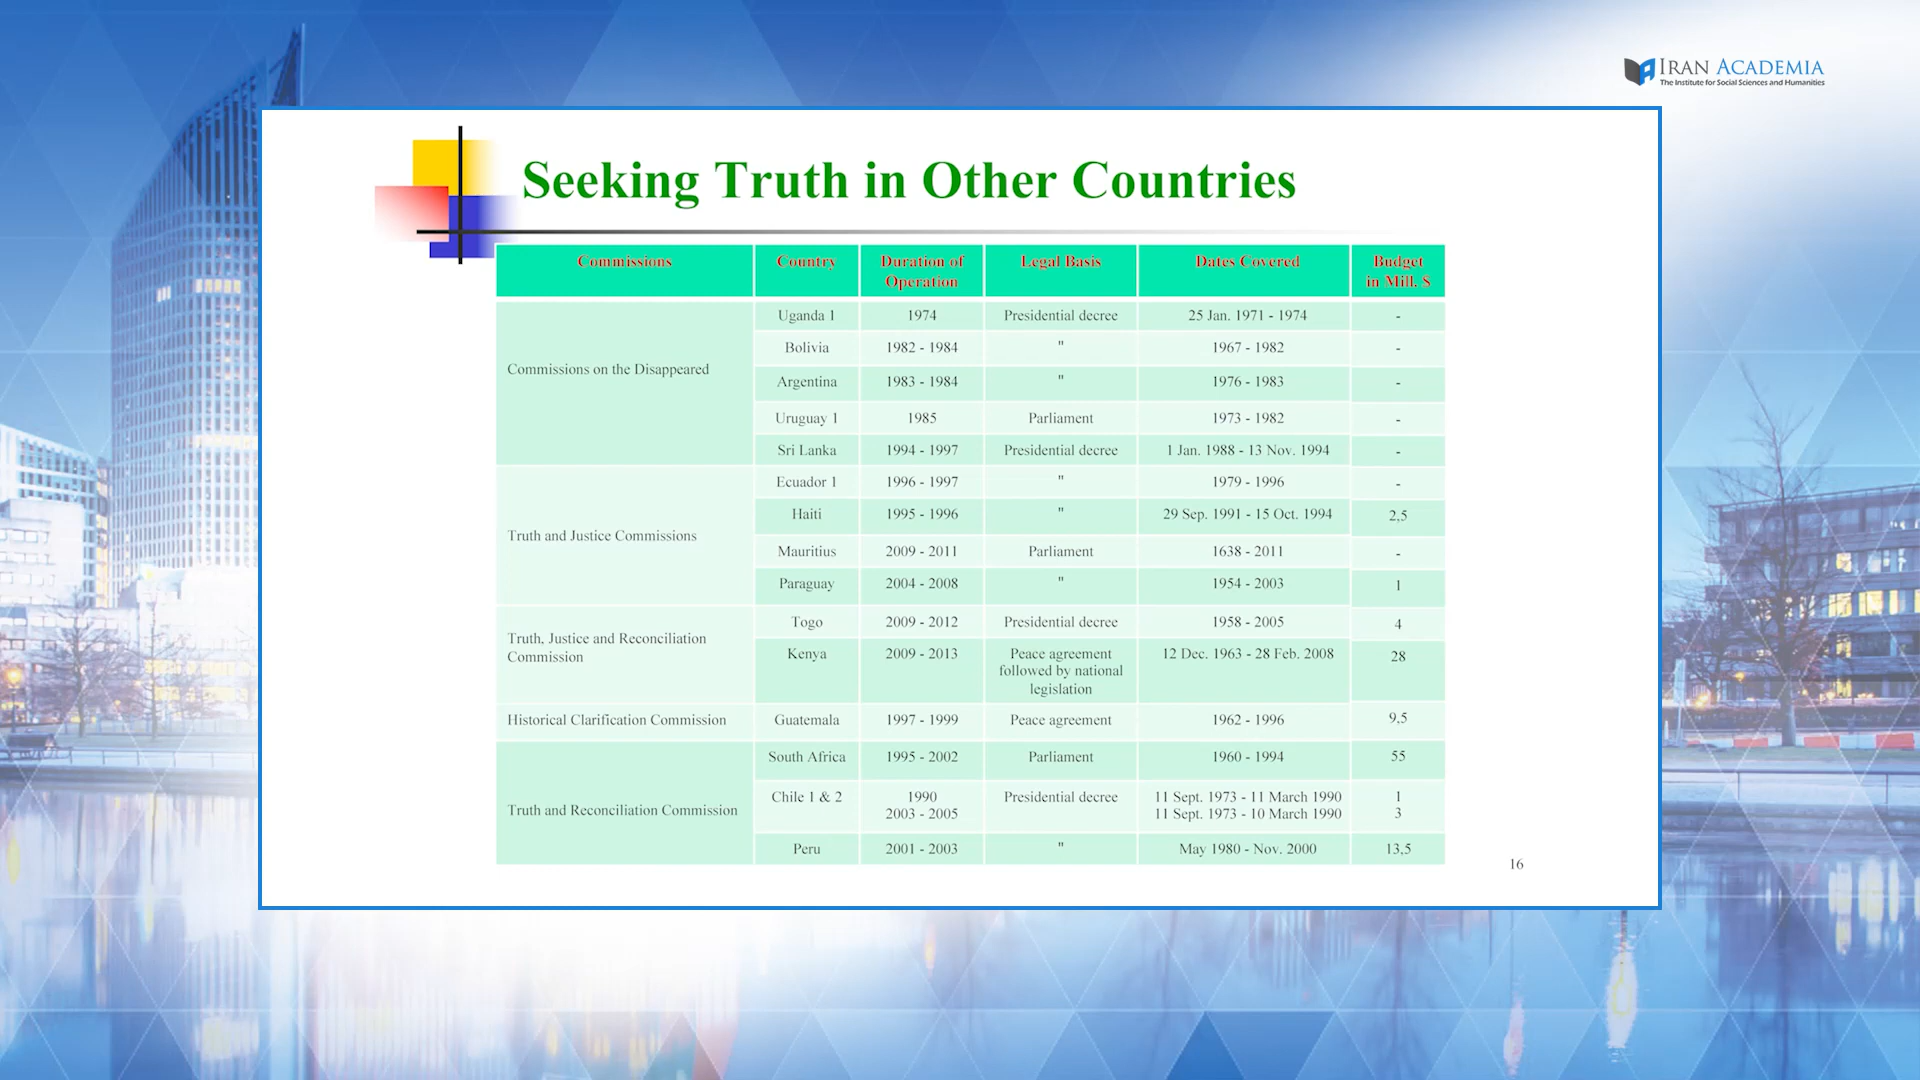 IRAN ACADEMIA
The Institute for Social Sciences and Humanities
Seeking Truth in Other Countries
Commissions Country Duration of Operation Legal Basis Dates Covered Budget in Mill. $
Commissions on the Disappeared
Uganda 1 1974 Presidential decree 25 Jan. 1971 - 1974 -
Bolivia 1982 - 1984 " 1967 - 1982 -
Argentina 1983 - 1984 " 1976 - 1983 -
Uruguay 1 1985 Parliament 1973 - 1982 -
Sri Lanka 1994 - 1997 Presidential decree 1 Jan. 1988 - 13 Nov. 1994 -
Truth and Justice Commissions
Ecuador 1 1996 - 1997 " 1979 - 1996 -
Haiti 1995 - 1996 " 29 Sep. 1991 - 15 Oct. 1994 2,5
Mauritius 2009 - 2011 Parliament 1638 - 2011 -
Paraguay 2004 - 2008 " 1954 - 2003 1
Truth, Justice and Reconciliation
Commission
Togo 2009 - 2012 Presidential decree 1958 - 2005 4
Kenya 2009 - 2013 Peace agreement followed by national legislation 12 Dec. 1963 - 28 Feb. 2008 28
Historical Clarification Commission Guatemala 1997 - 1999 Peace agreement 1962 - 1996 9.5
Truth and Reconciliation Commission
South Africa 1995 - 2002 Parliament 1960 - 1994 55
Chile 1 & 2 1990 Presidential decree 11 Sept. 1973 - 11 March 1990 1
2003 - 2005 11 Sept. 1973 - 10 March 1990 3
Peru 2001 - 2003 " May 1980 - Nov. 2000 13,5
16